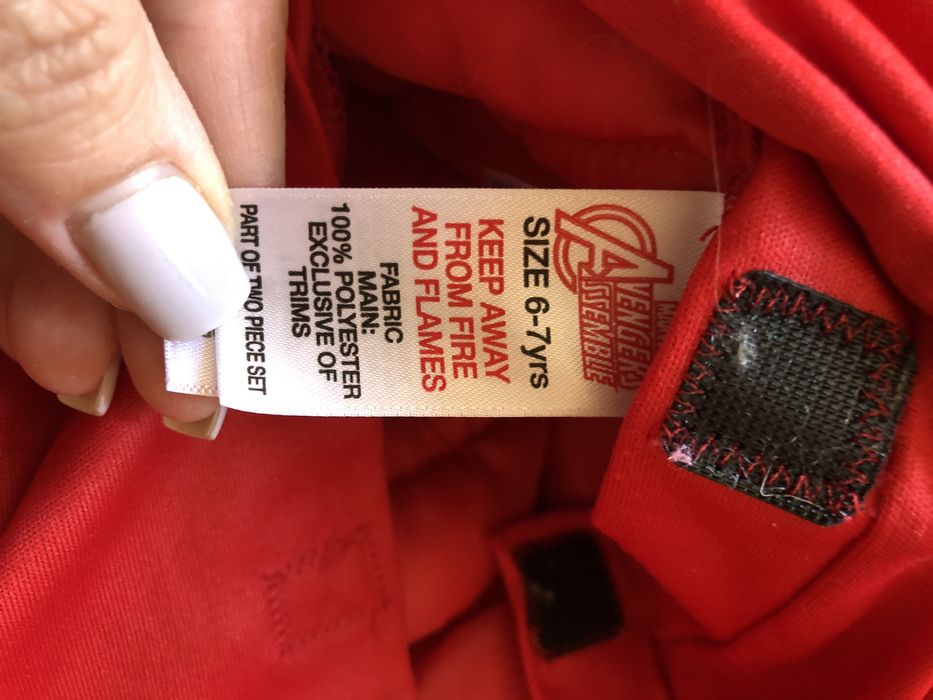 AVENGERS
ASSEMBLE
SIZE 6-7yrs
KEEP AWAY
FROM FIRE
AND FLAMES
FABRIC
MAIN:
100% POLYESTER
EXCLUSIVE OF
TRIMS
PART OF TWO PIECE SET